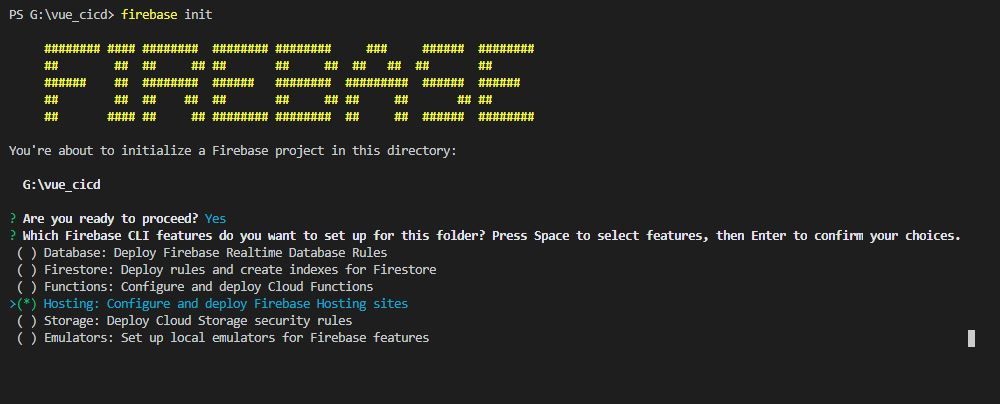 PS G:\vue_cicd> firebase init
FIREBASE
You're about to initialize a Firebase project in this directory:
G:\vue_cicd
? Are you ready to proceed? Yes
? Which Firebase CLI features do you want to set up for this folder? Press Space to select features, then Enter to confirm your choices.
( ) Database: Deploy Firebase Realtime Database Rules
( ) Firestore: Deploy rules and create indexes for Firestore
( ) Functions: Configure and deploy Cloud Functions
>(*) Hosting: Configure and deploy Firebase Hosting sites
( ) Storage: Deploy Cloud Storage security rules
( ) Emulators: Set up local emulators for Firebase features